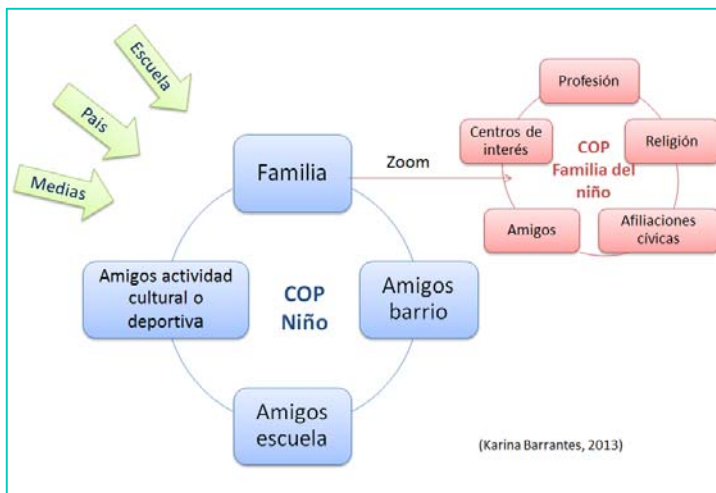 Escuela
Pais
Medias
Familia
Zoom
Profesión
Centros de
interés
COP
Familia del
niño
Religión
Amigos
Afiliaciones
cívicas
Amigos actividad
cultural o
deportiva
COP
Niño
Amigos
barrio
Amigos
escuela
(Karina Barrantes, 2013)